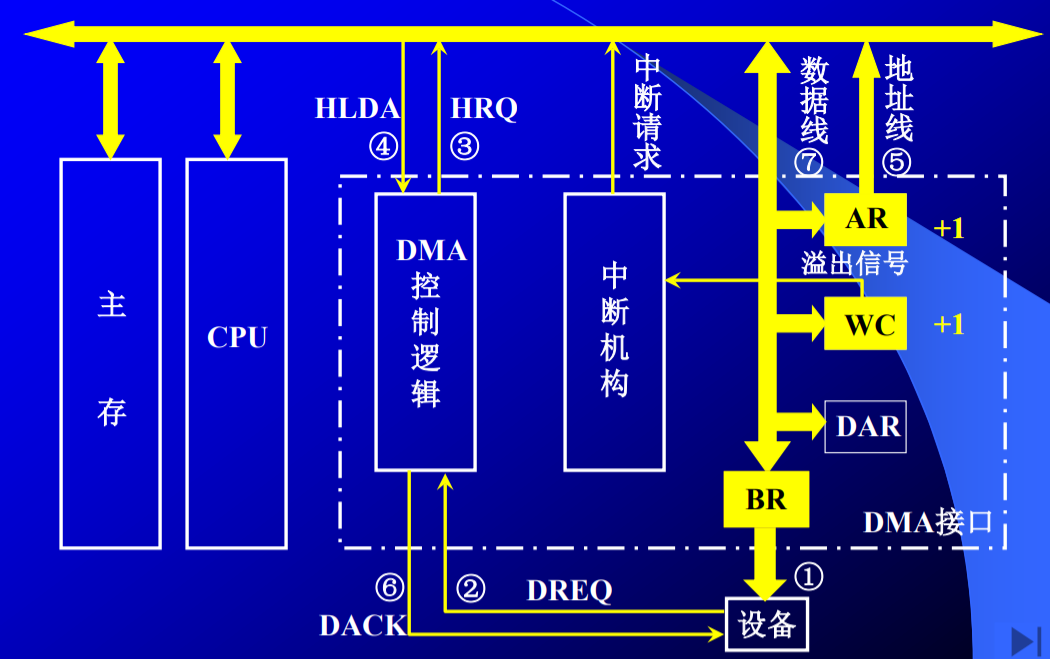 HLDA
④
HRQ
③
中断请求
数据线
⑦
地址线
⑤
主存
CPU
DMA
控制逻辑
中断机构
AR
+1
溢出信号
WC
+1
DAR
BR
DMA接口
⑥
②
DREQ
①
DACK
设备